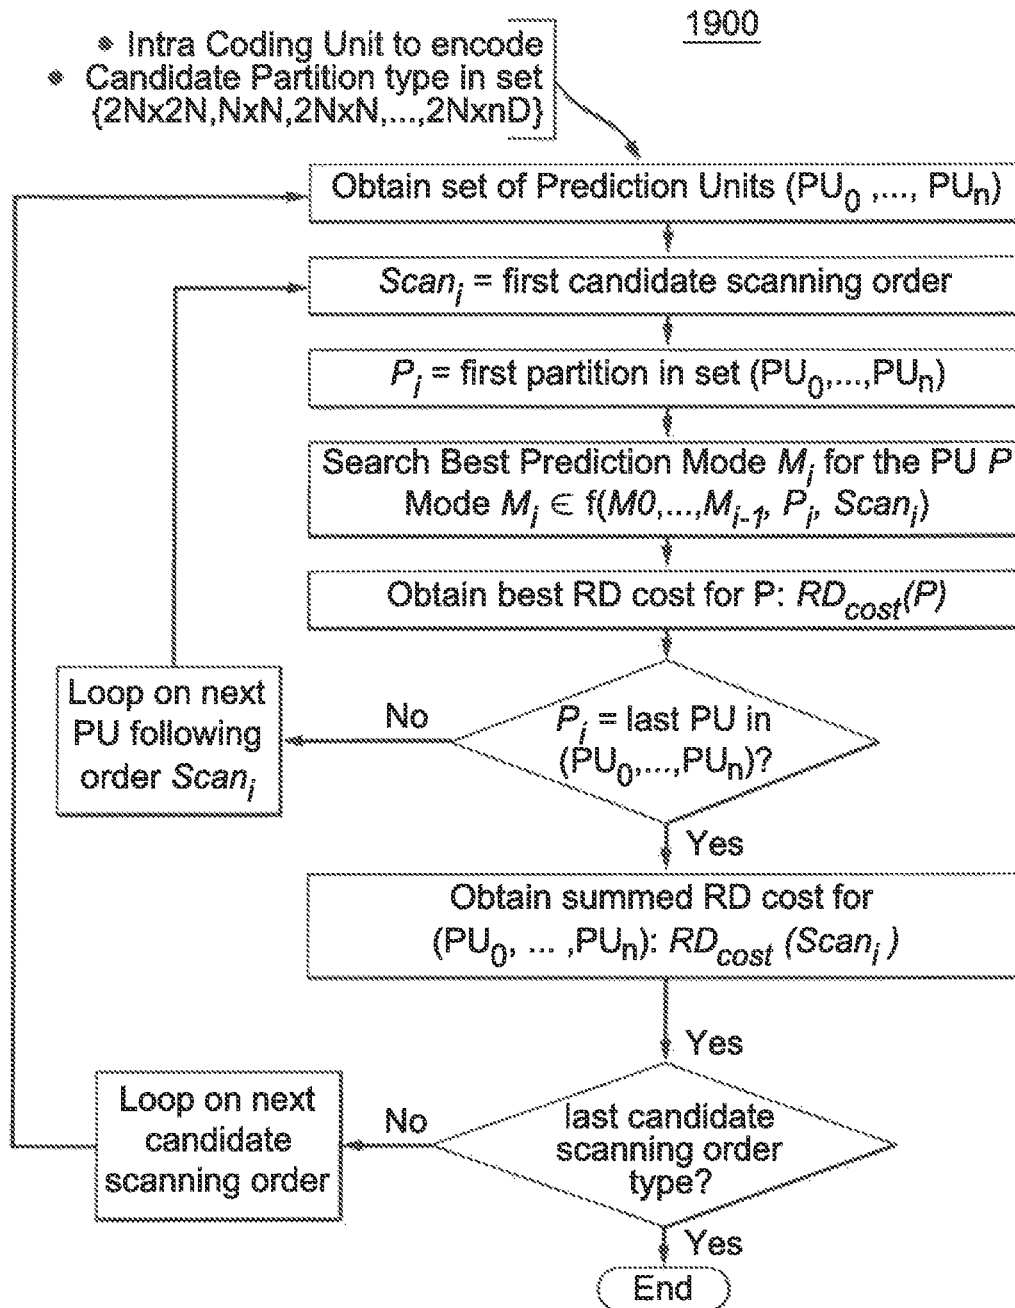 1900
• Intra Coding Unit to encode
• Candidate Partition type in set
{2Nx2N,NxN,2NxN,...,2NxnD}
Obtain set of Prediction Units (PU0 ,..., PUn)
Scani = first candidate scanning order
Pi = first partition in set (PU0,...,PUn)
Search Best Prediction Mode Mi for the PU P
Mode Mi ∈ f(M0,...,Mi-1, Pi, Scani)
Obtain best RD cost for P: RDcost(P)
Loop on next
PU following
order Scani
No
Pi = last PU in
(PU0,...,PUn)?
Yes
Obtain summed RD cost for
(PU0, ... ,PUn): RDcost (Scani )
Yes
Loop on next
candidate
scanning order
No
last candidate
scanning order
type?
Yes
End